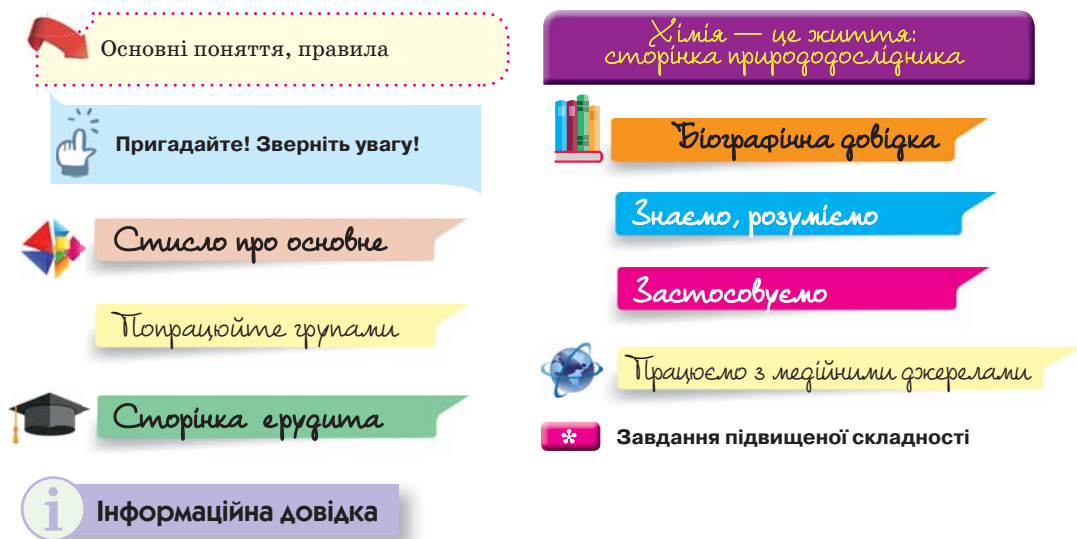 Основні поняття, правила
Пригадайте! Зверніть увагу!
Стисло про основне
Попрацюйте групами
Сторінка ерудита
i
Інформаційна довідка
Хімія — це життя:
сторінка природодослідника
Біографічна довідка
Знаємо, розуміємо
Застосовуємо
Працюємо з медійними джерелами
* Завдання підвищеної складності